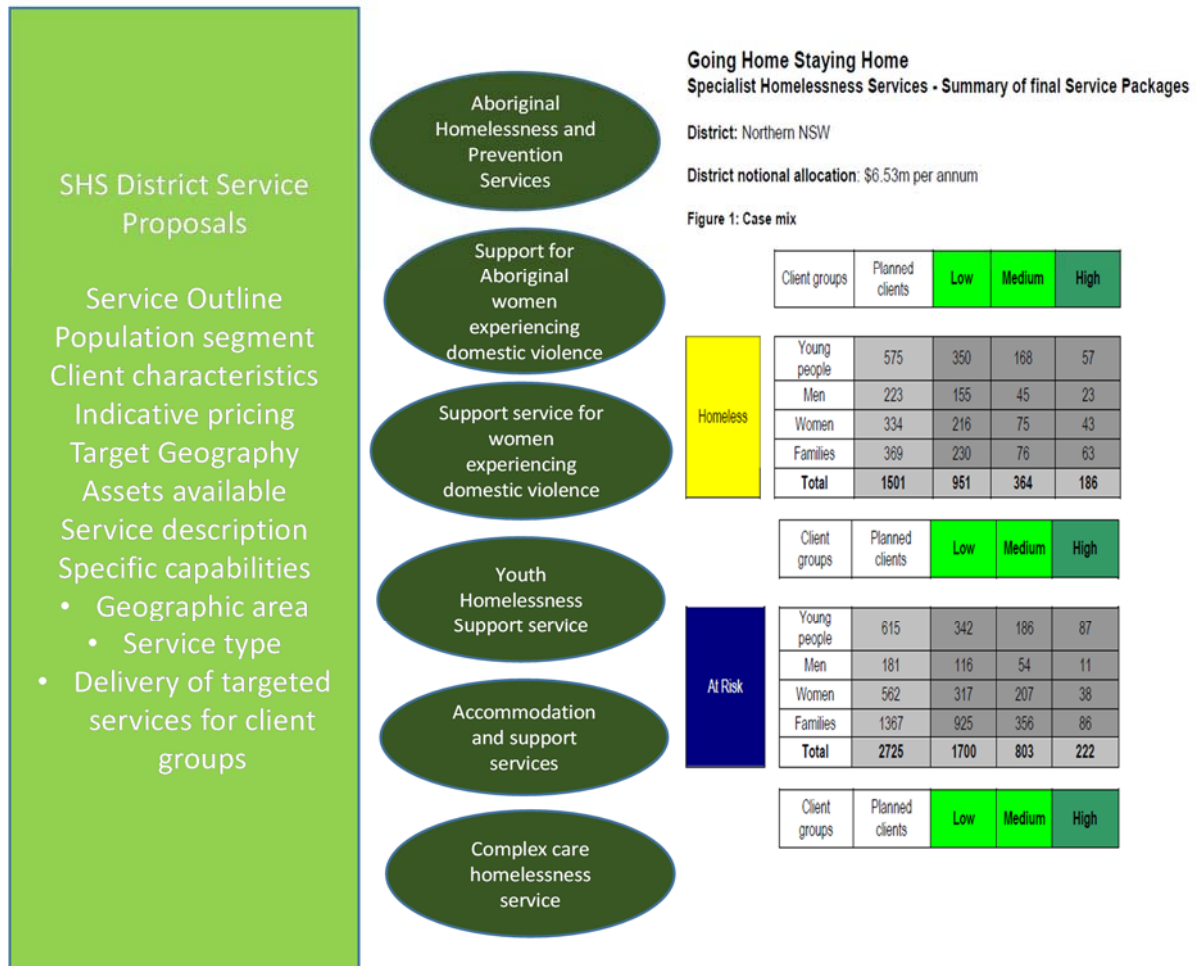 SHS District Service
Proposals
Service Outline
Population segment
Client characteristics
Indicative pricing
Target Geography
Assets available
Service description
Specific capabilities
• Geographic area
• Service type
• Delivery of targeted
services for client
groups
Aboriginal
Homelessness and
Prevention
Services
Support for
Aboriginal
women
experiencing
domestic violence
Support service for
women
experiencing
domestic violence
Youth
Homelessness
Support service
Accommodation
and support
services
Complex care
homelessness
service
Going Home Staying Home
Specialist Homelessness Services - Summary of final Service Packages
District: Northern NSW
District notional allocation: $6.53m per annum
Figure 1: Case mix
Client groups Planned clients Low Medium High
Homeless
Young people 575 350 168 57
Men 223 155 45 23
Women 334 216 75 43
Families 369 230 76 63
Total 1501 951 364 186
Client groups Planned clients Low Medium High
At Risk
Young people 615 342 186 87
Men 181 116 54 11
Women 562 317 207 38
Families 1367 925 356 86
Total 2725 1700 803 222
Client groups Planned clients Low Medium High